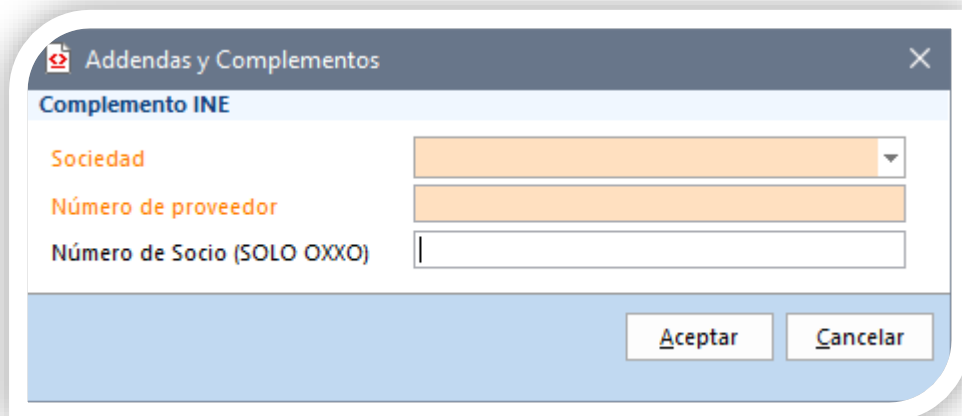 Addendas y Complementos
Complemento INE
Sociedad
Número de proveedor
Número de Socio (SOLO OXXO)
Aceptar Cancelar